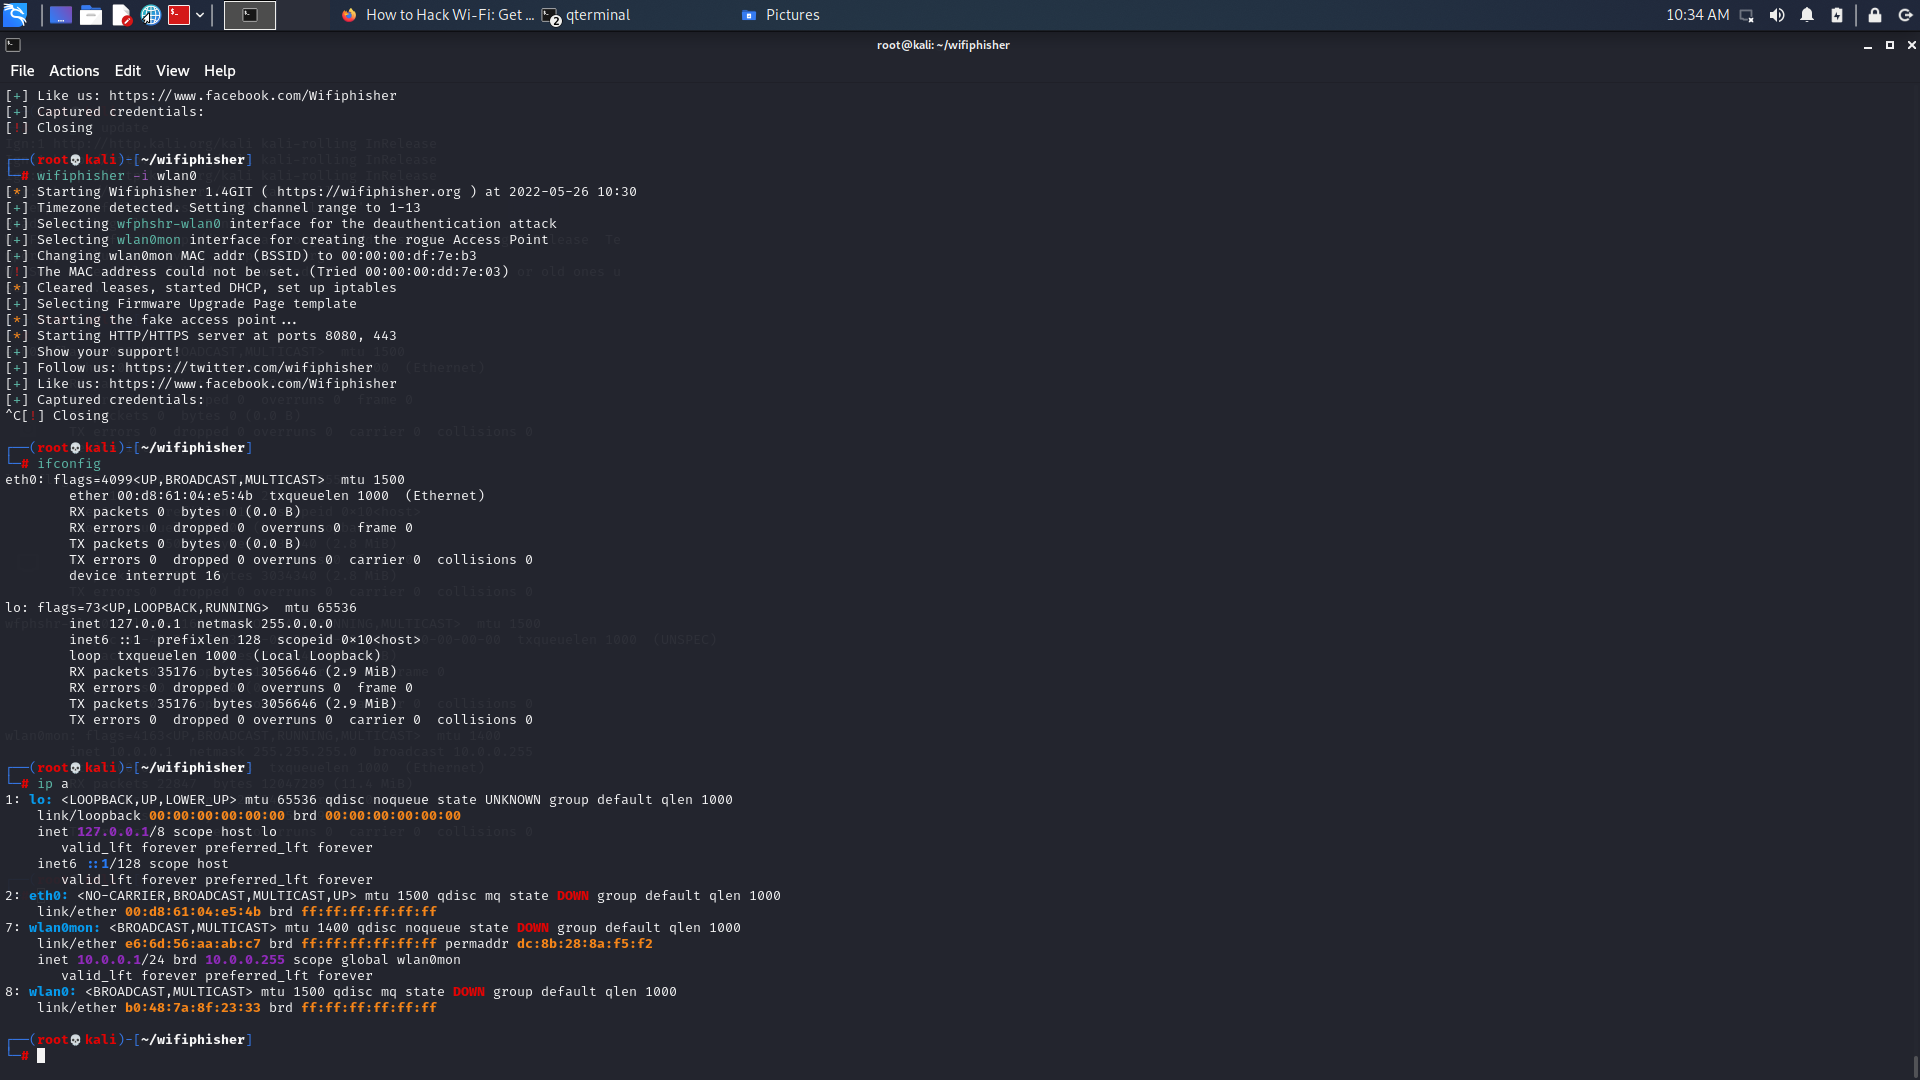 How to Hack Wi-Fi: Get ...
2
qterminal
Pictures
10:34 AM
root@kali: ~/wifiphisher
File Actions Edit View Help
[+] Like us: https://www.facebook.com/Wifiphisher
[+] Captured credentials:
[!] Closing
(root💀kali)-[~/wifiphisher]
# wifiphisher -i wlan0
[*] Starting Wifiphisher 1.4GIT ( https://wifiphisher.org ) at 2022-05-26 10:30
[+] Timezone detected. Setting channel range to 1-13
[+] Selecting wfphshr-wlan0 interface for the deauthentication attack
[+] Selecting wlan0mon interface for creating the rogue Access Point
[+] Changing wlan0mon MAC addr (BSSID) to 00:00:00:df:7e:b3
[!] The MAC address could not be set. (Tried 00:00:00:dd:7e:03)
[*] Cleared leases, started DHCP, set up iptables
[+] Selecting Firmware Upgrade Page template
[*] Starting the fake access point...
[*] Starting HTTP/HTTPS server at ports 8080, 443
[+] Show your support!
[+] Follow us: https://twitter.com/wifiphisher
[+] Like us: https://www.facebook.com/Wifiphisher
[+] Captured credentials:
^C[!] Closing
(root💀kali)-[~/wifiphisher]
# ifconfig
eth0: flags=4099<UP,BROADCAST,MULTICAST> mtu 1500
ether 00:d8:61:04:e5:4b txqueuelen 1000 (Ethernet)
RX packets 0 bytes 0 (0.0 B)
RX errors 0 dropped 0 overruns 0 frame 0
TX packets 0 bytes 0 (0.0 B)
TX errors 0 dropped 0 overruns 0 carrier 0 collisions 0
device interrupt 16
lo: flags=73<UP,LOOPBACK,RUNNING> mtu 65536
inet 127.0.0.1 netmask 255.0.0.0
inet6 ::1 prefixlen 128 scopeid 0×10<host>
loop txqueuelen 1000 (Local Loopback)
RX packets 35176 bytes 3056646 (2.9 MiB)
RX errors 0 dropped 0 overruns 0 frame 0
TX packets 35176 bytes 3056646 (2.9 MiB)
TX errors 0 dropped 0 overruns 0 carrier 0 collisions 0
(root💀kali)-[~/wifiphisher]
# ip a
1: lo: <LOOPBACK,UP,LOWER_UP> mtu 65536 qdisc noqueue state UNKNOWN group default qlen 1000
link/loopback 00:00:00:00:00:00 brd 00:00:00:00:00:00
inet 127.0.0.1/8 scope host lo
valid_lft forever preferred_lft forever
inet6 ::1/128 scope host
valid_lft forever preferred_lft forever
2: eth0: <NO-CARRIER,BROADCAST,MULTICAST,UP> mtu 1500 qdisc mq state DOWN group default qlen 1000
link/ether 00:d8:61:04:e5:4b brd ff:ff:ff:ff:ff:ff
7: wlan0mon: <BROADCAST,MULTICAST> mtu 1400 qdisc noqueue state DOWN group default qlen 1000
link/ether e6:6d:56:aa:ab:c7 brd ff:ff:ff:ff:ff:ff permaddr dc:8b:28:8a:f5:f2
inet 10.0.0.1/24 brd 10.0.0.255 scope global wlan0mon
valid_lft forever preferred_lft forever
8: wlan0: <BROADCAST,MULTICAST> mtu 1500 qdisc mq state DOWN group default qlen 1000
link/ether b0:48:7a:8f:23:33 brd ff:ff:ff:ff:ff:ff
(root💀kali)-[~/wifiphisher]
#